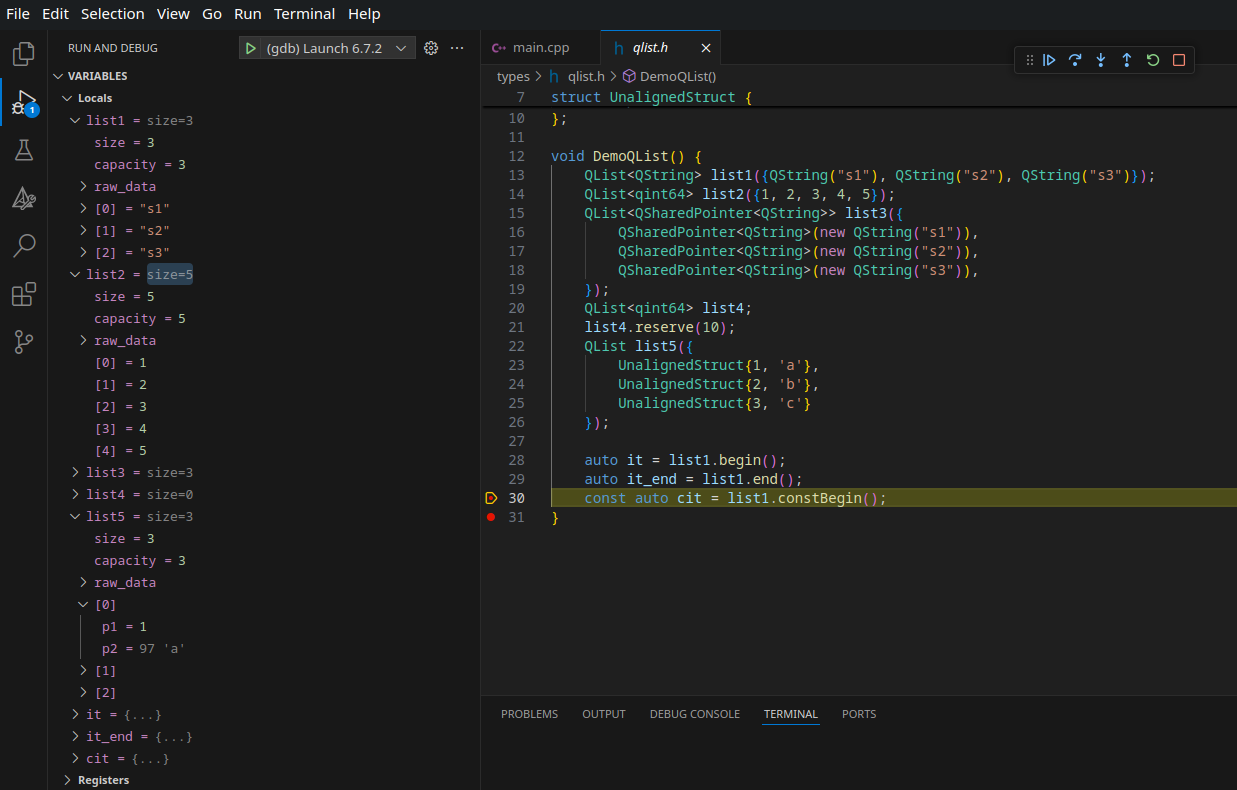 File Edit Selection View Go Run Terminal Help
RUN AND DEBUG
(gdb) Launch 6.7.2
1
VARIABLES
Locals
list1 = size=3
size = 3
capacity = 3
raw_data
[0] = "s1"
[1] = "s2"
[2] = "s3"
list2 = size=5
size = 5
capacity = 5
raw_data
[0] = 1
[1] = 2
[2] = 3
[3] = 4
[4] = 5
list3 = size=3
list4 = size=0
list5 = size=3
size = 3
capacity = 3
raw_data
[0]
p1 = 1
p2 = 97 'a'
[1]
[2]
it = {...}
it_end = {...}
cit = {...}
Registers
C++ main.cpp
h qlist.h
types > h qlist.h > DemoQList()
7 struct UnalignedStruct {
10 };
11
12 void DemoQList() {
13 QList<QString> list1({QString("s1"), QString("s2"), QString("s3")});
14 QList<qint64> list2({1, 2, 3, 4, 5});
15 QList<QSharedPointer<QString>> list3({
16 QSharedPointer<QString>(new QString("s1")),
17 QSharedPointer<QString>(new QString("s2")),
18 QSharedPointer<QString>(new QString("s3")),
19 });
20 QList<qint64> list4;
21 list4.reserve(10);
22 QList list5({
23 UnalignedStruct{1, 'a'},
24 UnalignedStruct{2, 'b'},
25 UnalignedStruct{3, 'c'}
26 });
27
28 auto it = list1.begin();
29 auto it_end = list1.end();
30 const auto cit = list1.constBegin();
31 }
PROBLEMS OUTPUT DEBUG CONSOLE TERMINAL PORTS